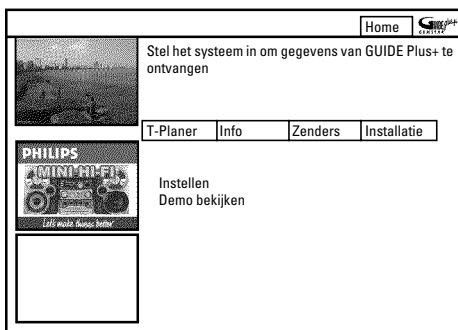 Home
GUIDE Plus+
GEMSTAR
Stel het systeem in om gegevens van GUIDE Plus+ te
ontvangen
T-Planer Info Zenders Installatie
PHILIPS
MINI-HI-FI
Let's make things better
Instellen
Demo bekijken